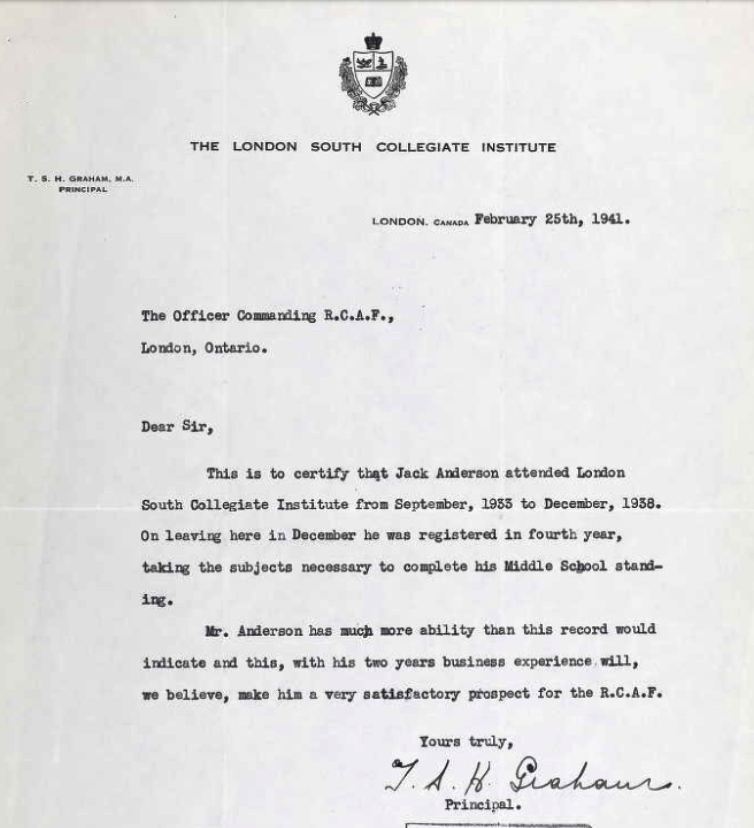 THE LONDON SOUTH COLLEGIATE INSTITUTE
T. S. H. GRAHAM, M.A.
PRINCIPAL
LONDON, CANADA February 25th, 1941.
The Officer Commanding R.C.A.F.,
London, Ontario.
Dear Sir,
This is to certify that Jack Anderson attended London
South Collegiate Institute from September, 1933 to December, 1938.
On leaving here in December he was registered in fourth year,
taking the subjects necessary to complete his Middle School stand-
ing.
Mr. Anderson has much more ability than this record would
indicate and this, with his two years business experience will,
we believe, make him a very satisfactory prospect for the R.C.A.F.
Yours truly,
T. S. H. Graham.
Principal.